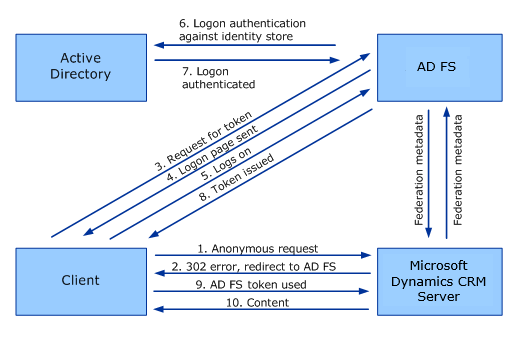 6. Logon authentication
against identity store
Active
Directory
AD FS
7. Logon
authenticated
3. Request for token
4. Logon page sent
5. Logs on
8. Token issued
Federation metadata
Federation metadata
Client
1. Anonymous request
2. 302 error, redirect to AD FS
9. AD FS token used
10. Content
Microsoft
Dynamics CRM
Server